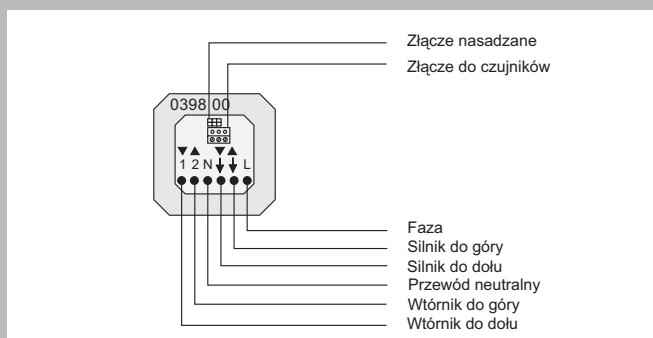 Złącze nasadzane
Złącze do czujników
0398 00
1 2 N L
Faza
Silnik do góry
Silnik do dołu
Przewód neutralny
Wtórnik do góry
Wtórnik do dołu